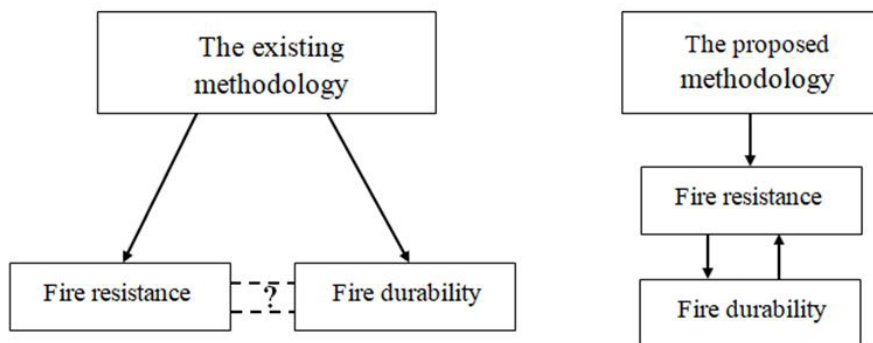 The existing
methodology
Fire resistance
?
Fire durability
The proposed
methodology
Fire resistance
Fire durability